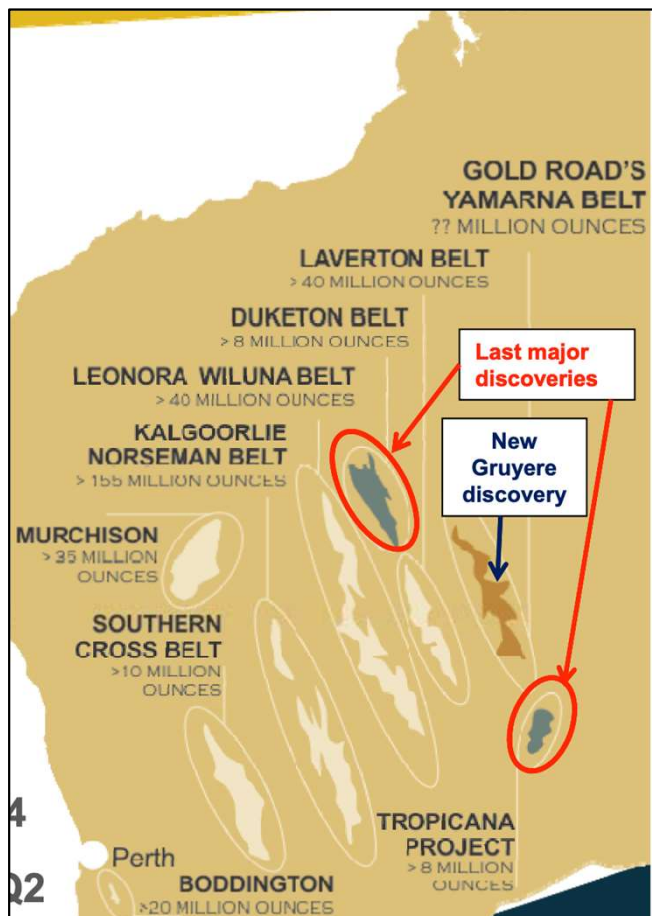 GOLD ROAD'S
YAMARNA BELT
?? MILLION OUNCES
LAVERTON BELT
> 40 MILLION OUNCES
DUKETON BELT
> 8 MILLION OUNCES
Last major
discoveries
LEONORA WILUNA BELT
> 40 MILLION OUNCES
KALGOORLIE
NORSEMAN BELT
> 155 MILLION OUNCES
New
Gruyere
discovery
MURCHISON
> 35 MILLION
OUNCES
SOUTHERN
CROSS BELT
>10 MILLION
OUNCES
4
TROPICANA
PROJECT
> 8 MILLION
OUNCES
Perth
Q2
BODDINGTON
>20 MILLION OUNCES